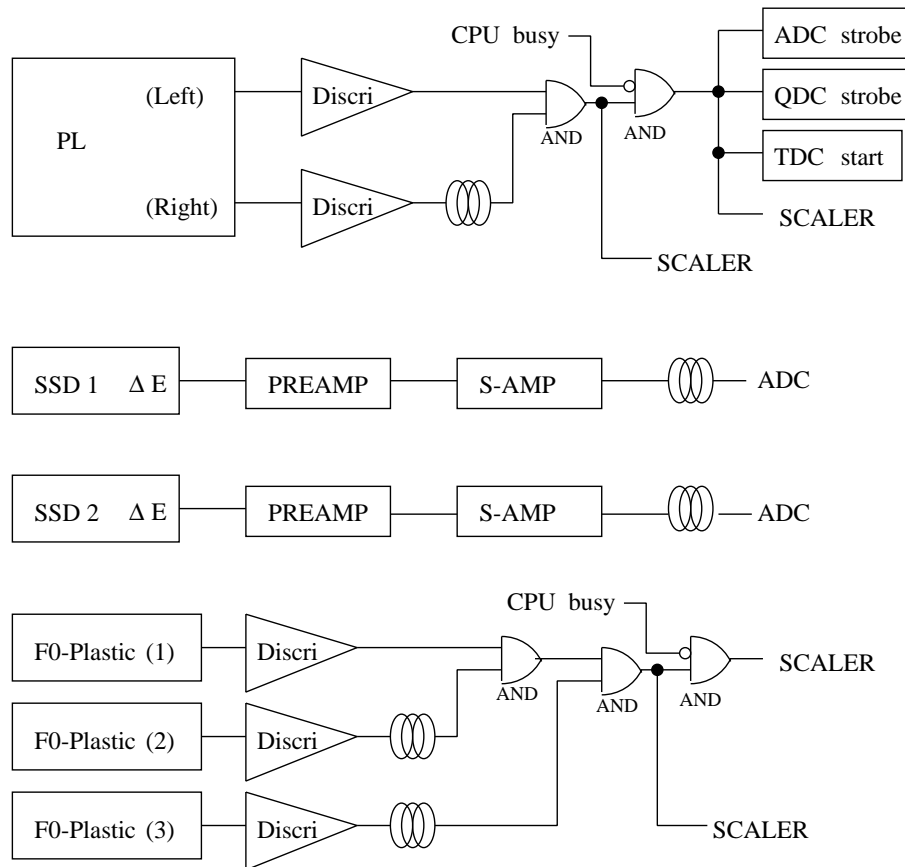 CPU busy
ADC strobe
(Left)
Discri
QDC strobe
PL
AND
AND
TDC start
(Right)
Discri
SCALER
SCALER
SSD 1 Δ E
PREAMP
S-AMP
ADC
SSD 2 Δ E
PREAMP
S-AMP
ADC
CPU busy
F0-Plastic (1)
Discri
SCALER
AND
AND
AND
F0-Plastic (2)
Discri
F0-Plastic (3)
Discri
SCALER